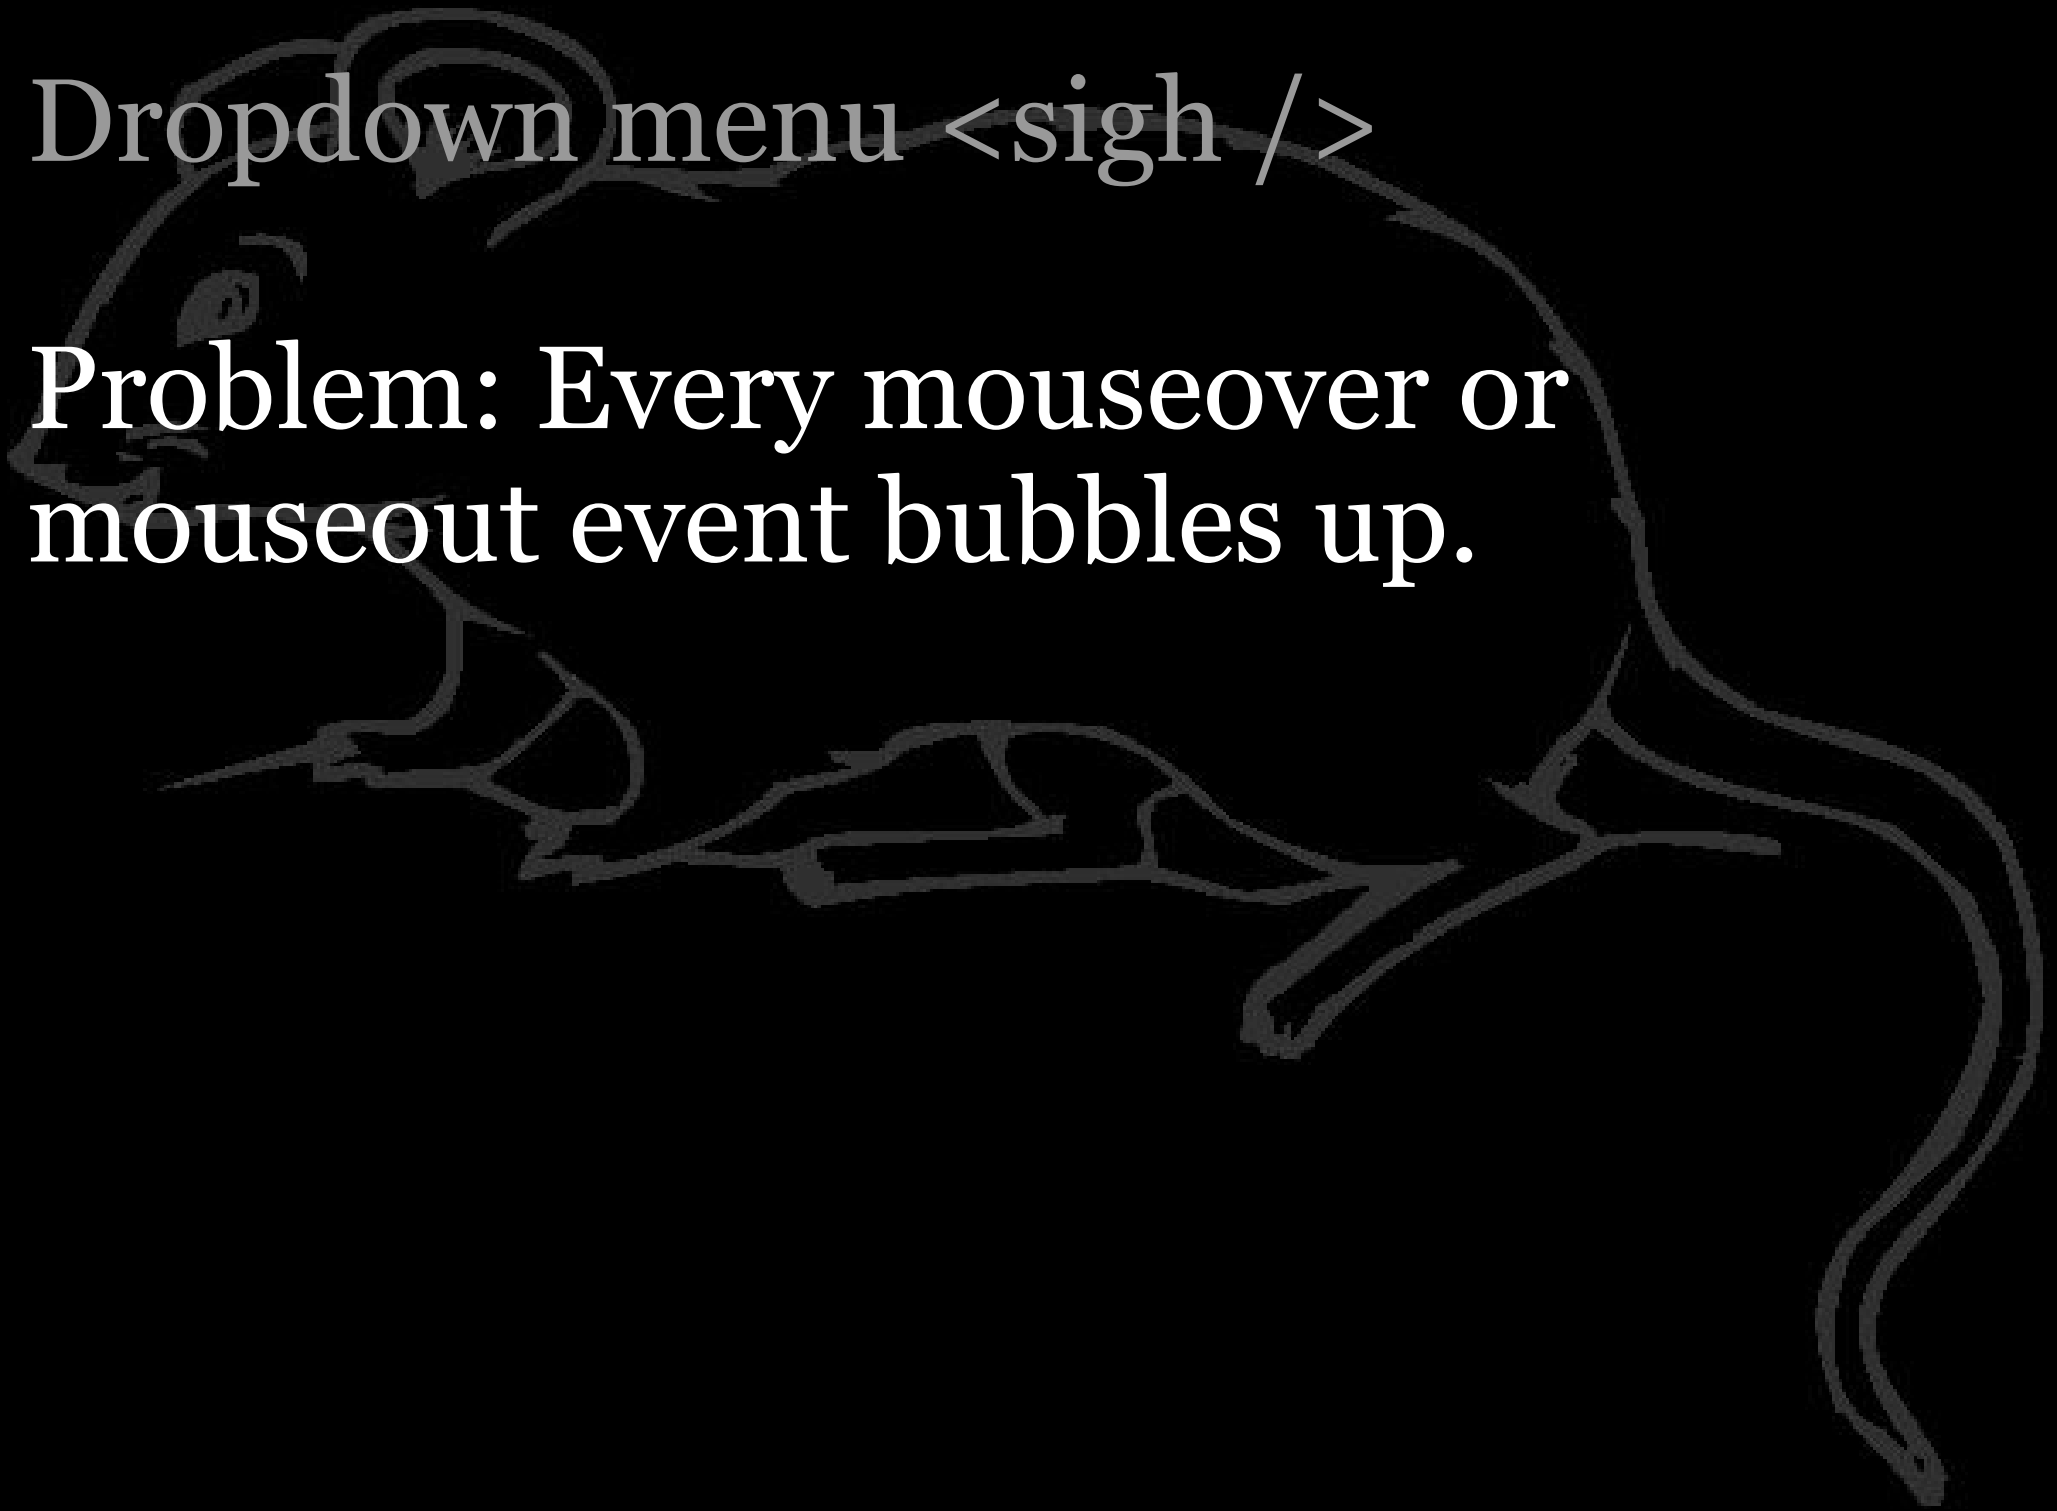 Dropdown menu <sigh />
Problem: Every mouseover or
mouseout event bubbles up.